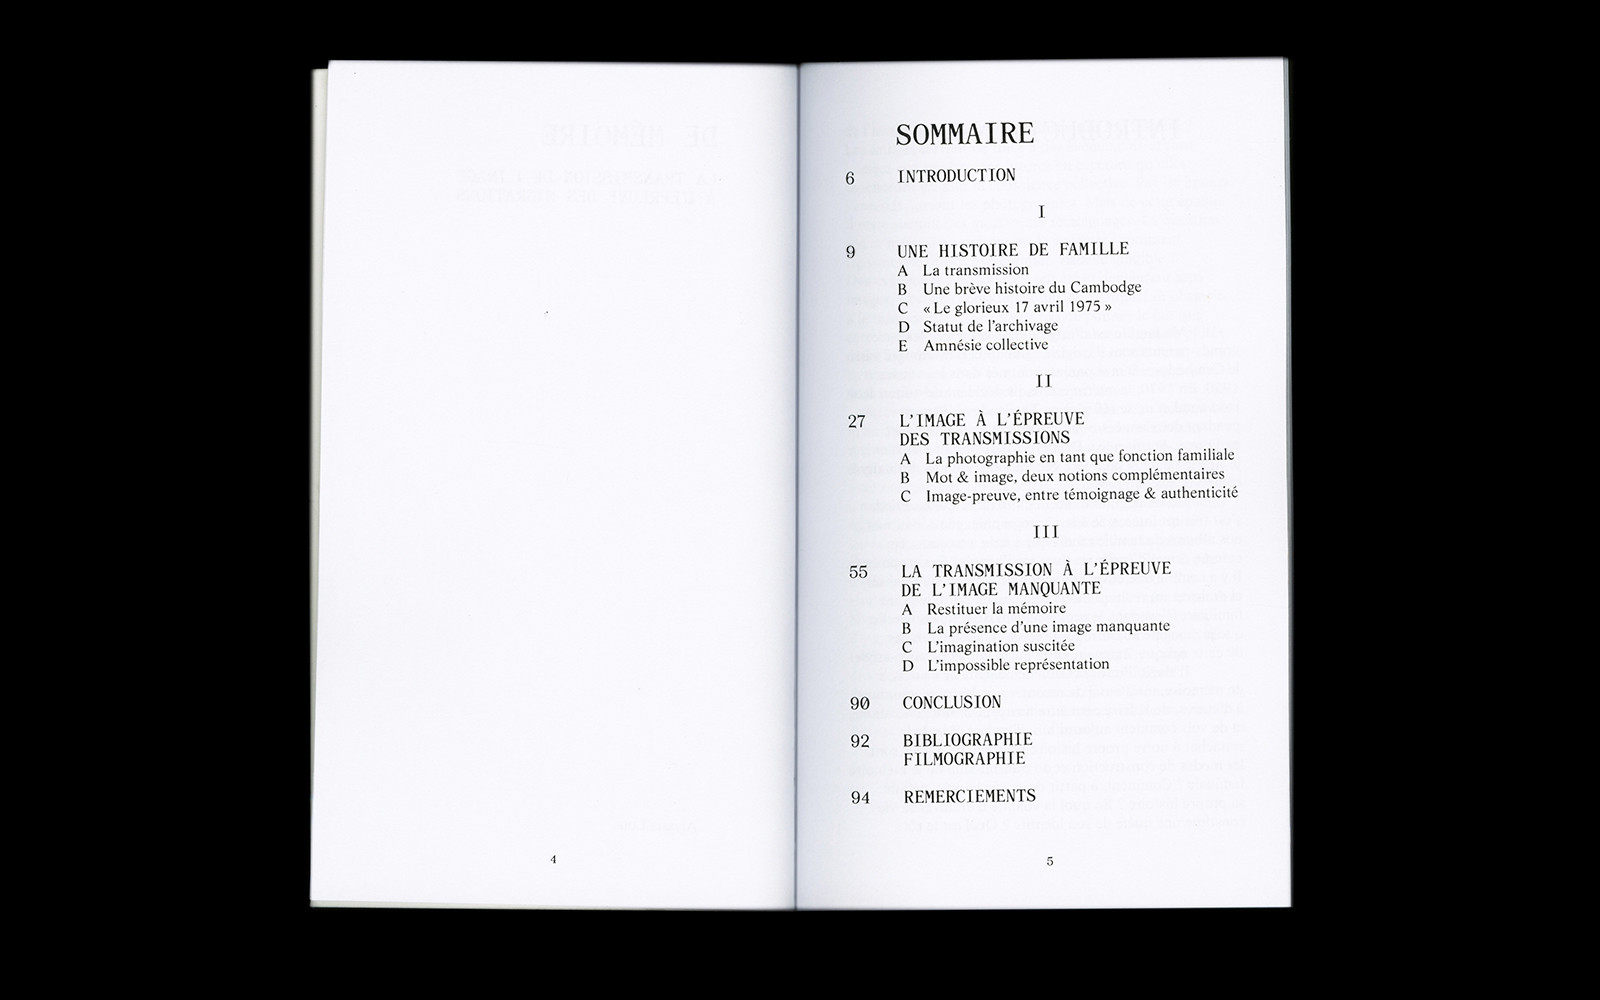 SOMMAIRE
6 INTRODUCTION
I
9 UNE HISTOIRE DE FAMILLE
A La transmission
B Une brève histoire du Cambodge
C « Le glorieux 17 avril 1975 »
D Statut de l'archivage
E Amnésie collective
II
27 L'IMAGE À L'ÉPREUVE
DES TRANSMISSIONS
A La photographie en tant que fonction familiale
B Mot & image, deux notions complémentaires
C Image-preuve, entre témoignage & authenticité
III
55 LA TRANSMISSION À L'ÉPREUVE
DE L'IMAGE MANQUANTE
A Restituer la mémoire
B La présence d'une image manquante
C L'imagination suscitée
D L'impossible représentation
90 CONCLUSION
92 BIBLIOGRAPHIE
FILMOGRAPHIE
94 REMERCIEMENTS
4
5